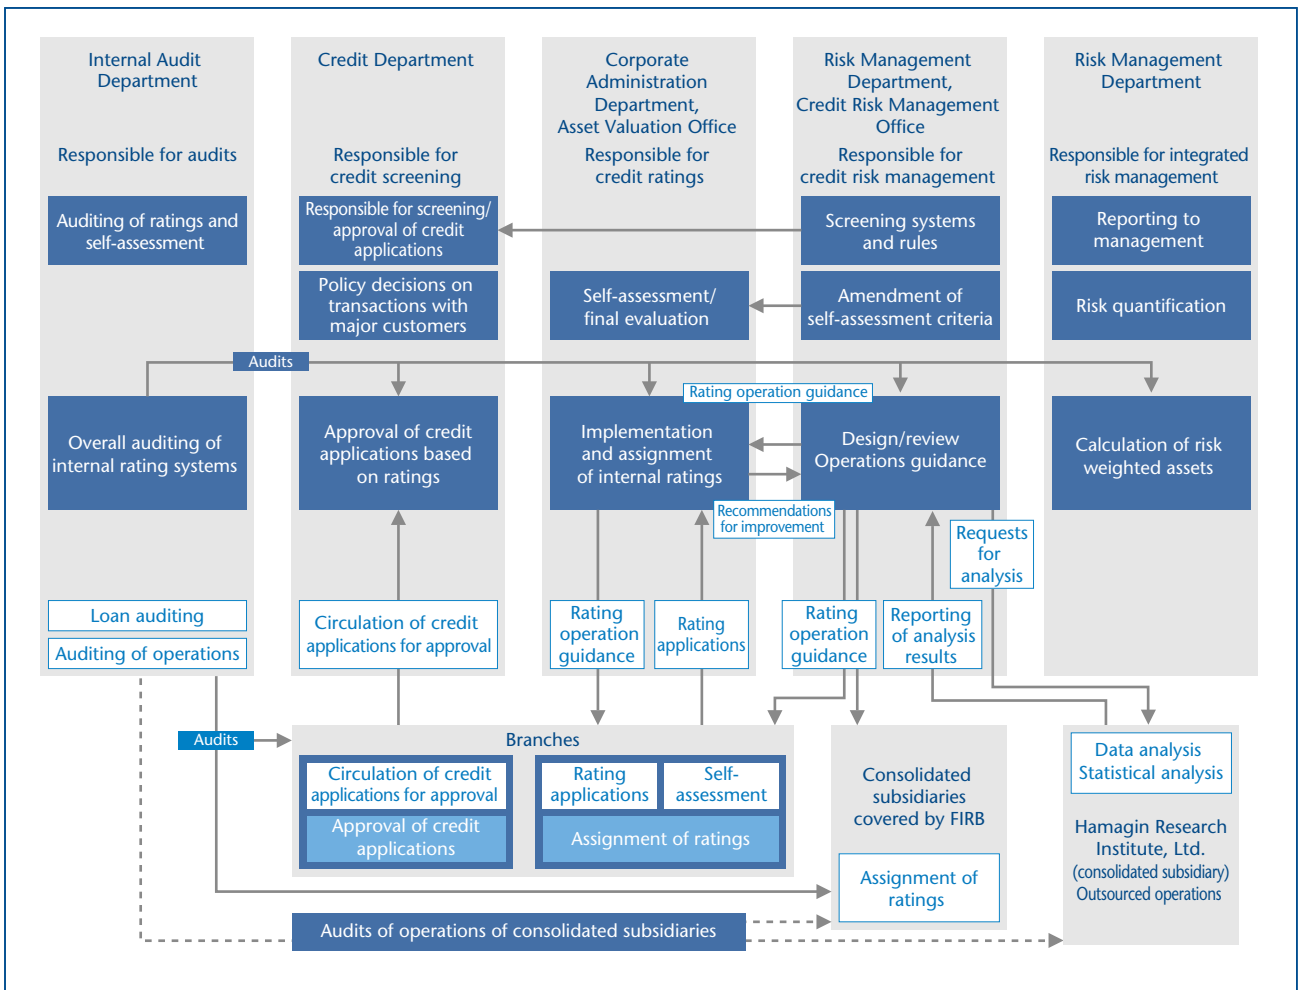 Internal Audit
Department
Responsible for audits
Auditing of ratings and
self-assessment
Credit Department
Responsible for
credit screening
Responsible for screening/
approval of credit
applications
Policy decisions on
transactions with
major customers
Corporate
Administration
Department,
Asset Valuation Office
Responsible for
credit ratings
Self-assessment/
final evaluation
Risk Management
Department,
Credit Risk Management
Office
Responsible for
credit risk management
Screening systems
and rules
Amendment of
self-assessment criteria
Risk Management
Department
Responsible for integrated
risk management
Reporting to
management
Risk quantification
Audits
Rating operation guidance
Overall auditing of
internal rating systems
Approval of credit
applications based
on ratings
Implementation
and assignment
of internal ratings
Design/review
Operations guidance
Calculation of risk
weighted assets
Recommendations
for improvement
Requests
for
analysis
Loan auditing
Auditing of operations
Circulation of credit
applications for approval
Rating
operation
guidance
Rating
applications
Rating
operation
guidance
Reporting
of analysis
results
Audits
Branches
Circulation of credit
applications for approval
Approval of credit
applications
Rating
applications
Self-
assessment
Assignment of ratings
Consolidated
subsidiaries
covered by FIRB
Assignment of
ratings
Data analysis
Statistical analysis
Hamagin Research
Institute, Ltd.
(consolidated subsidiary)
Outsourced operations
Audits of operations of consolidated subsidiaries